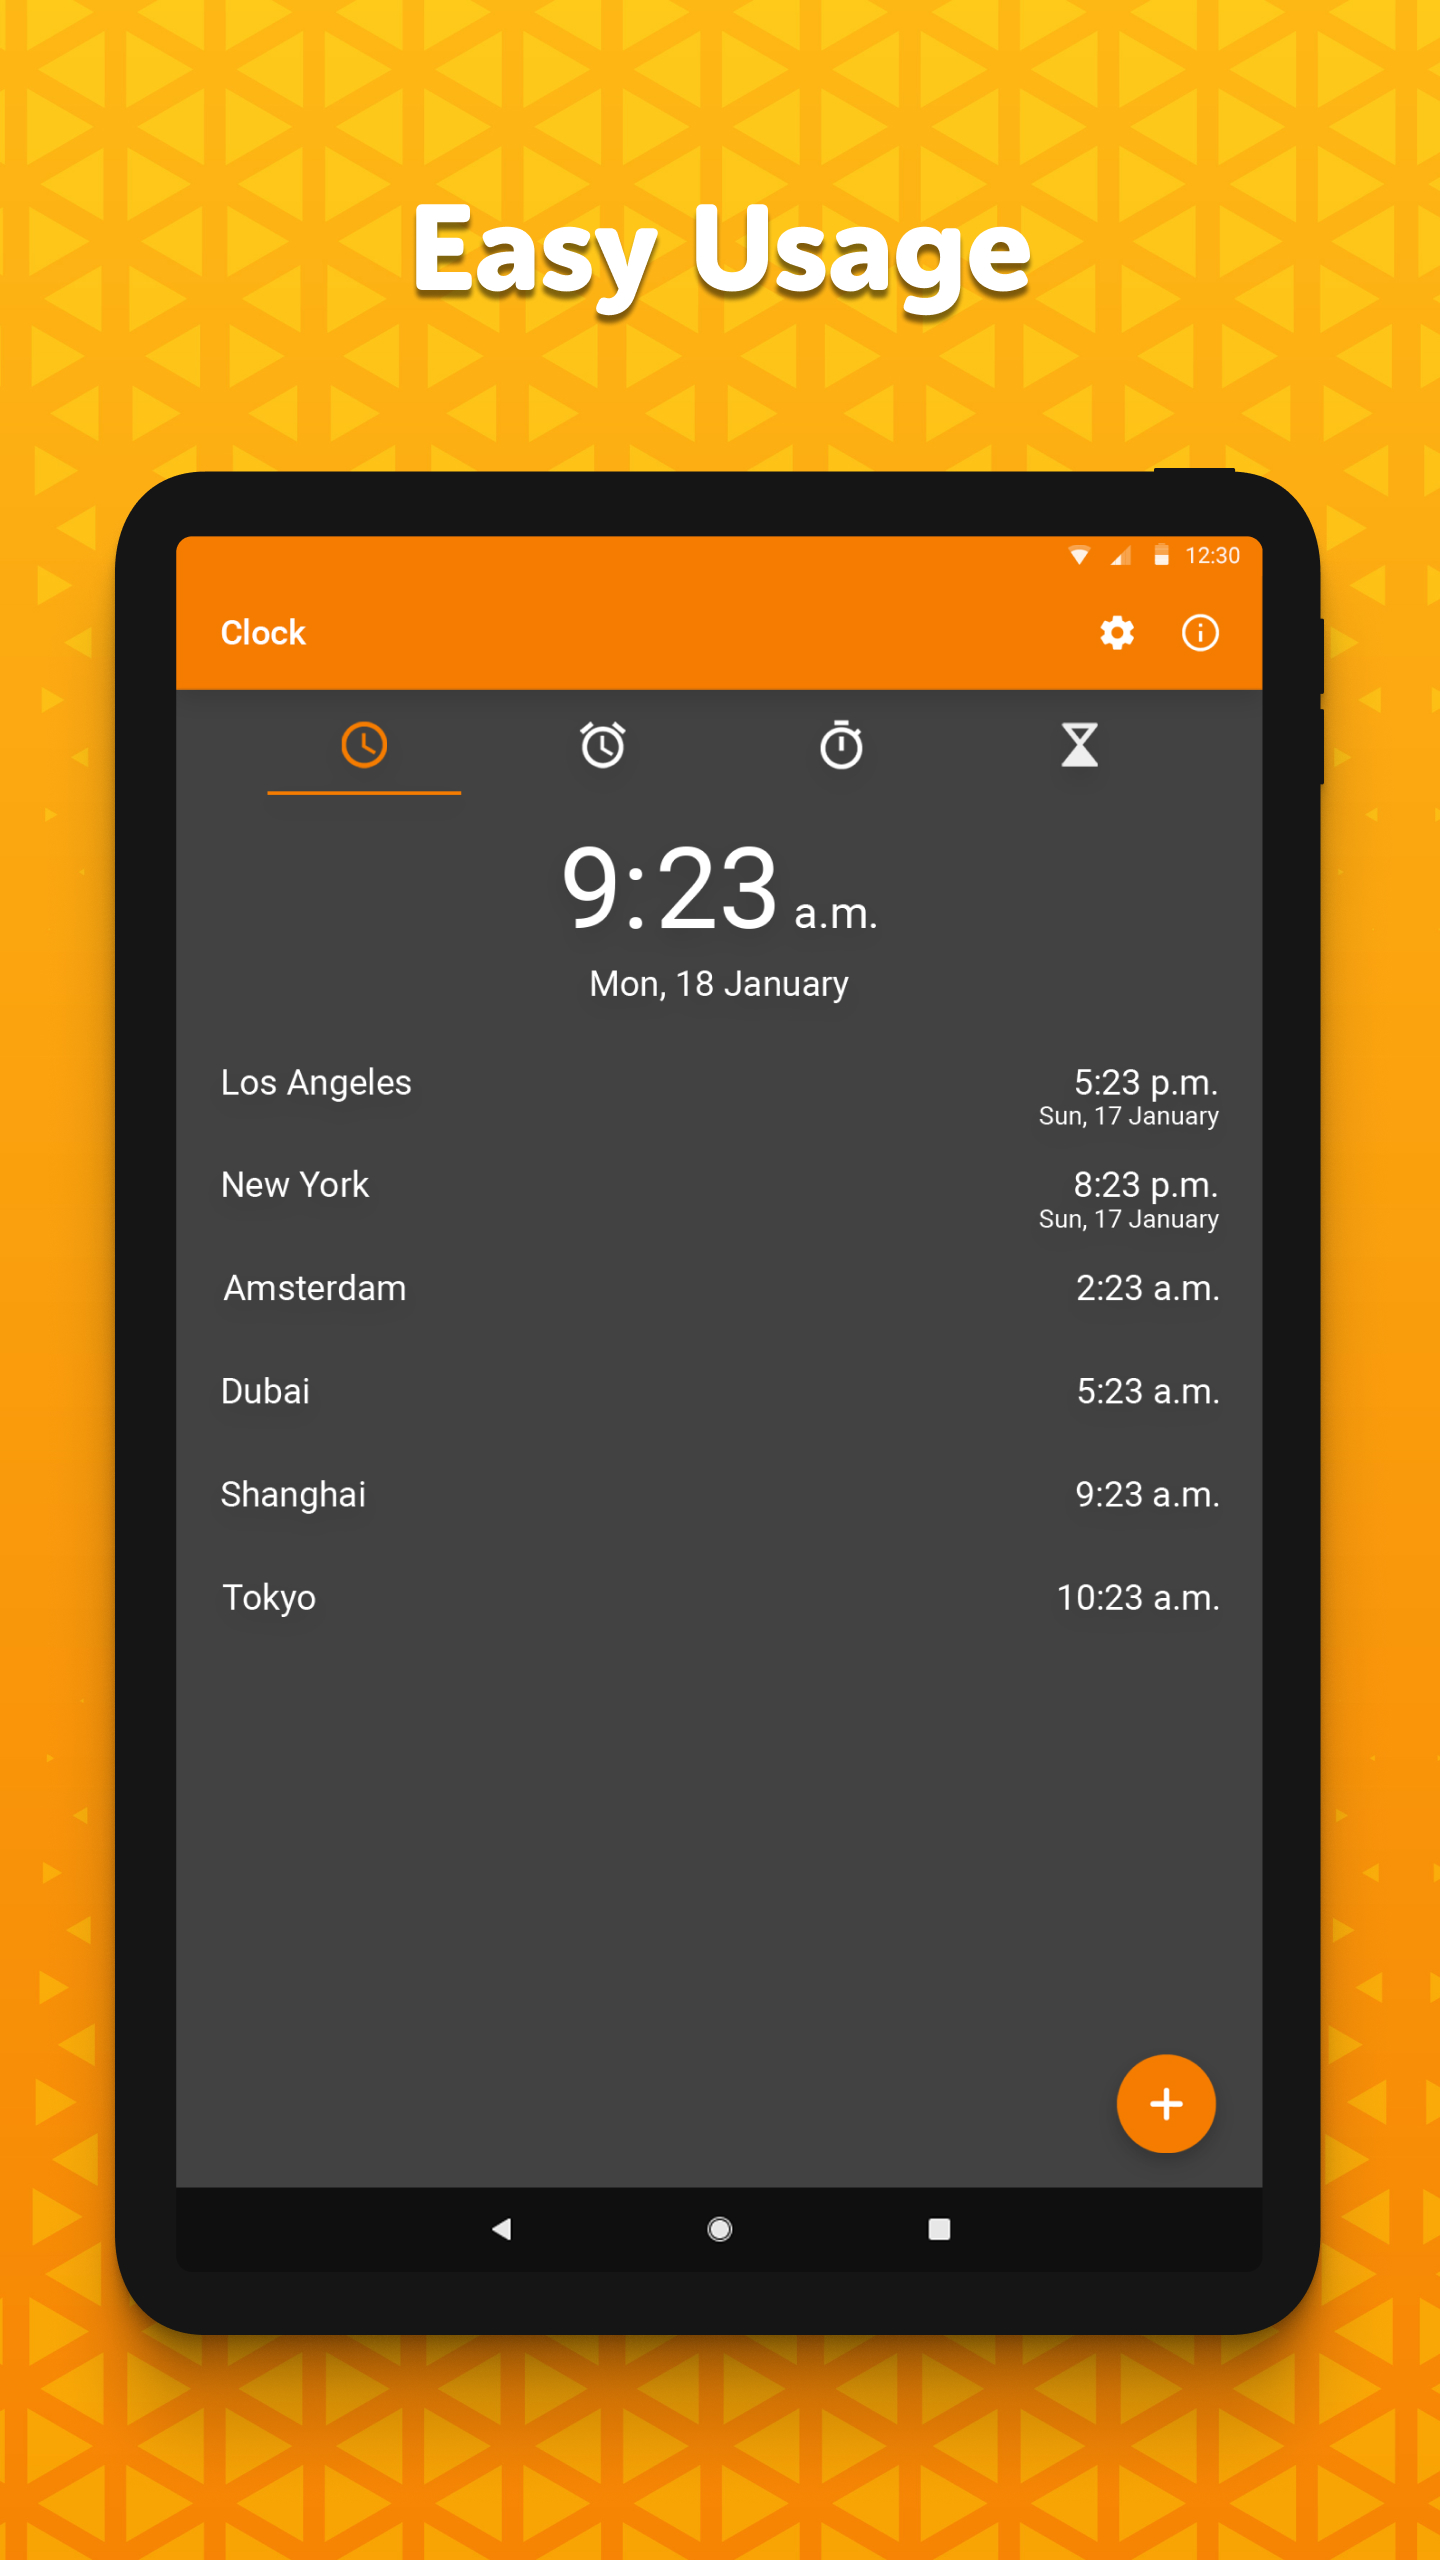 Easy Usage
12:30
Clock
9:23 a.m.
Mon, 18 January
Los Angeles 5:23 p.m.
Sun, 17 January
New York 8:23 p.m.
Sun, 17 January
Amsterdam 2:23 a.m.
Dubai 5:23 a.m.
Shanghai 9:23 a.m.
Tokyo 10:23 a.m.